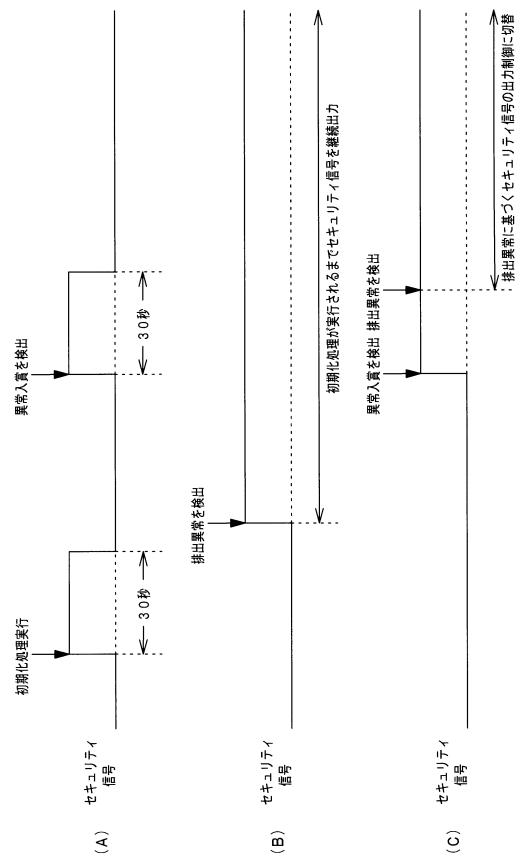 (A)
セキュリティ
信号
初期化処理実行
30秒
異常入賞を検出
30秒
(B)
セキュリティ
信号
排出異常を検出
初期化処理が実行されるまでセキュリティ信号を継続出力
(C)
セキュリティ
信号
異常入賞を検出
排出異常を検出
排出異常に基づくセキュリティ信号の出力制御に切替